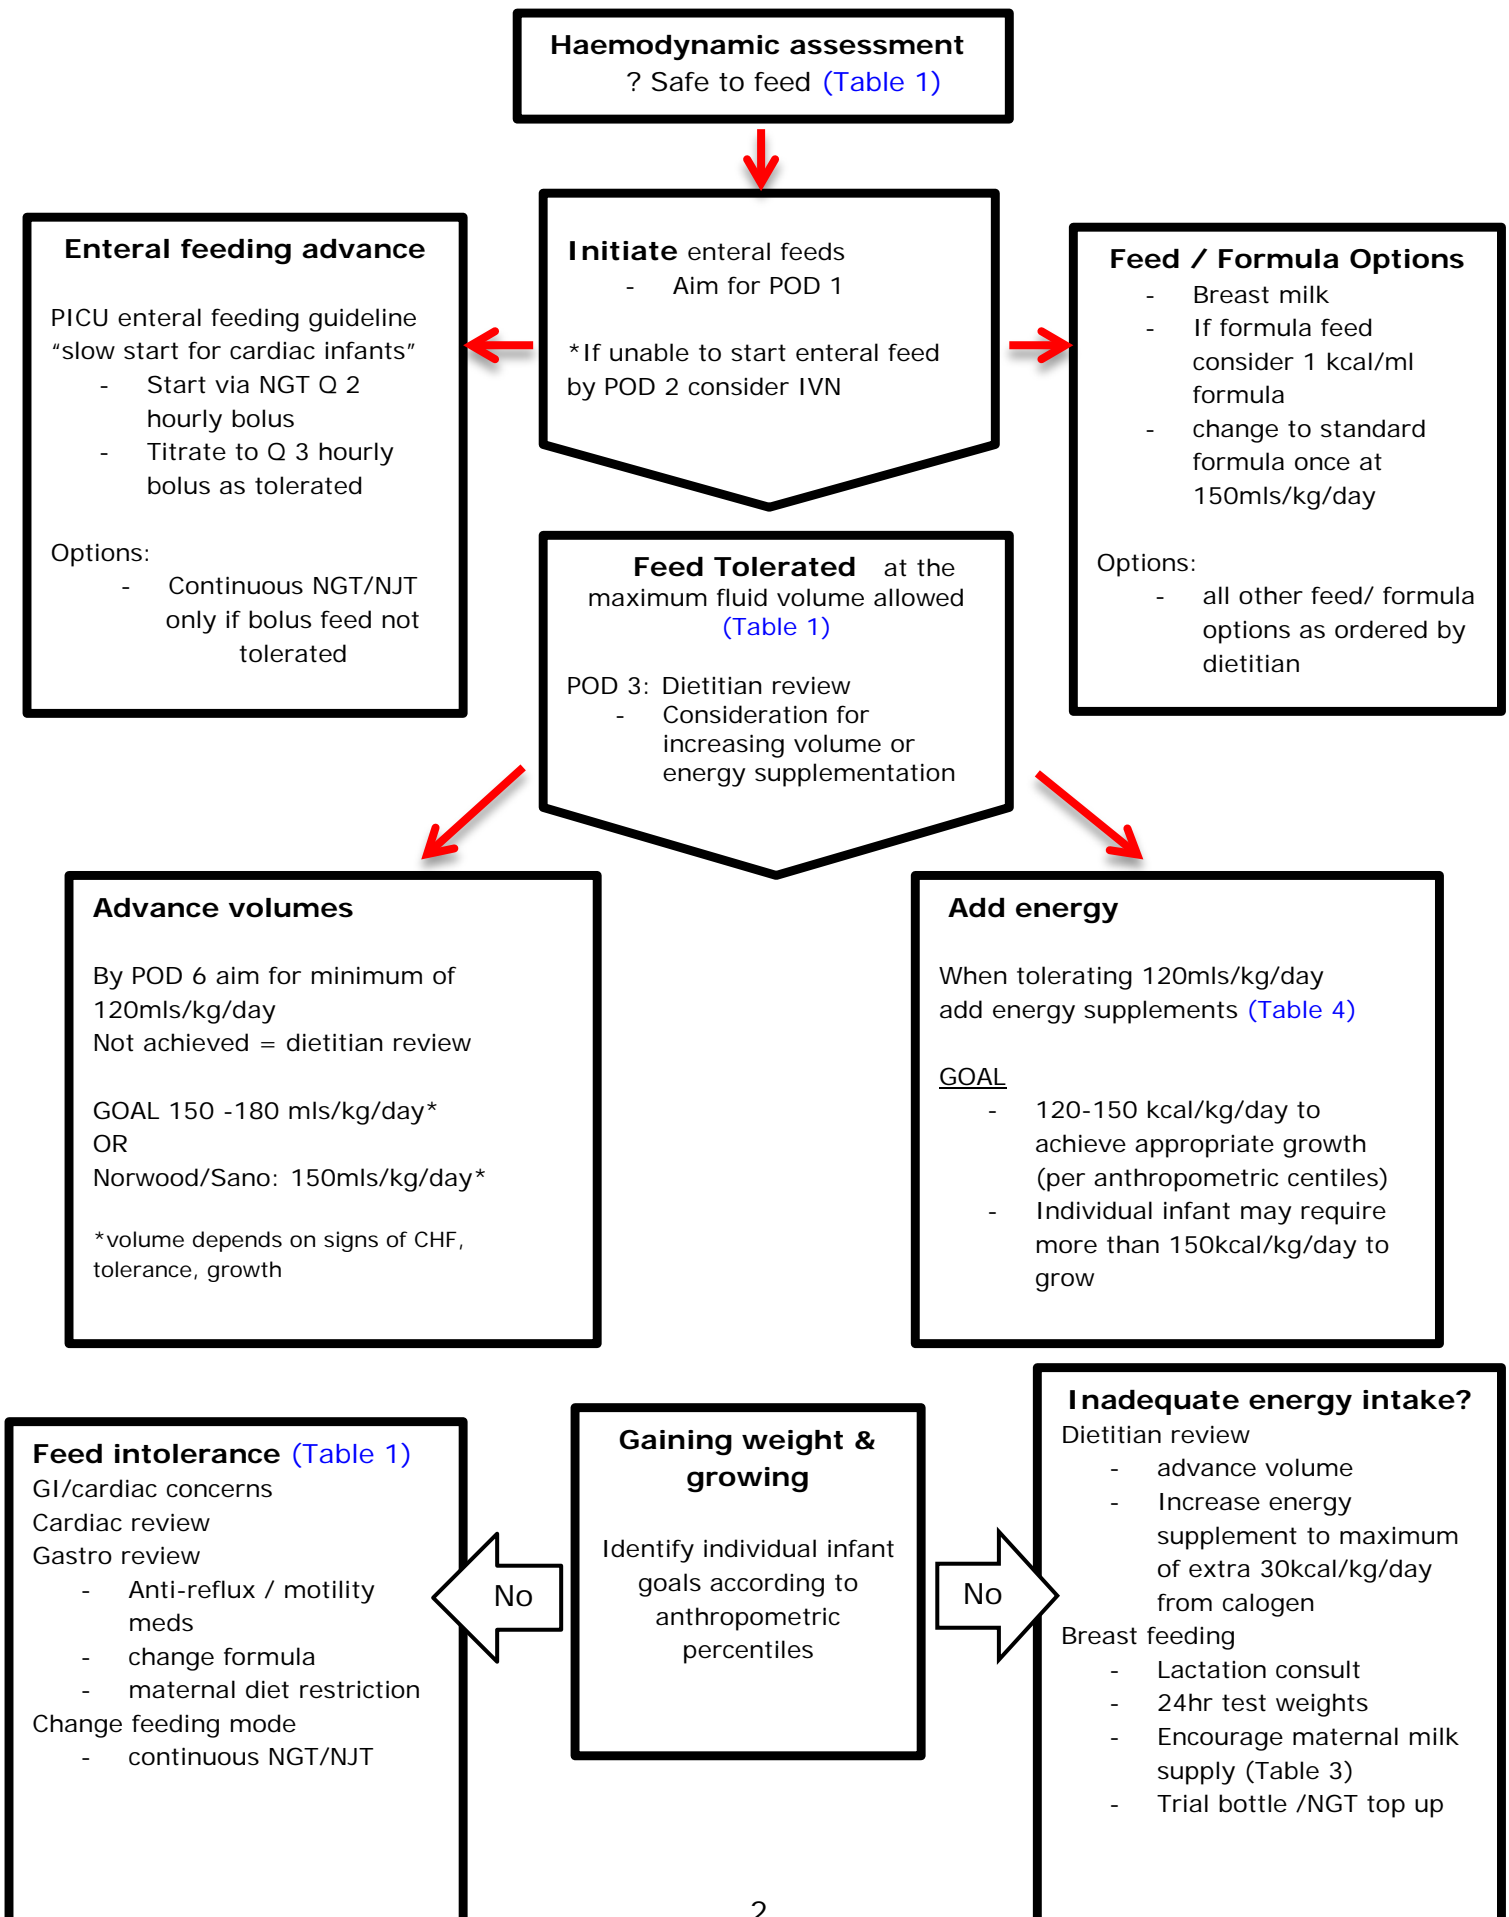 Haemodynamic assessment
? Safe to feed (Table 1)
Enteral feeding advance
PICU enteral feeding guideline
“slow start for cardiac infants”
- Start via NGT Q 2
hourly bolus
- Titrate to Q 3 hourly
bolus as tolerated
Options:
- Continuous NGT/NJT
only if bolus feed not
tolerated
Initiate enteral feeds
- Aim for POD 1
*If unable to start enteral feed
by POD 2 consider IVN
Feed / Formula Options
- Breast milk
- If formula feed
consider 1 kcal/ml
formula
- change to standard
formula once at
150mls/kg/day
Options:
- all other feed/ formula
options as ordered by
dietitian
Feed Tolerated at the
maximum fluid volume allowed
(Table 1)
POD 3: Dietitian review
- Consideration for
increasing volume or
energy supplementation
Advance volumes
By POD 6 aim for minimum of
120mls/kg/day
Not achieved = dietitian review
GOAL 150 -180 mls/kg/day*
OR
Norwood/Sano: 150mls/kg/day*
*volume depends on signs of CHF,
tolerance, growth
Add energy
When tolerating 120mls/kg/day
add energy supplements (Table 4)
GOAL
- 120-150 kcal/kg/day to
achieve appropriate growth
(per anthropometric centiles)
- Individual infant may require
more than 150kcal/kg/day to
grow
Feed intolerance (Table 1)
GI/cardiac concerns
Cardiac review
Gastro review
- Anti-reflux / motility
meds
- change formula
- maternal diet restriction
Change feeding mode
- continuous NGT/NJT
No
Gaining weight &
growing
Identify individual infant
goals according to
anthropometric
percentiles
No
Inadequate energy intake?
Dietitian review
- advance volume
- Increase energy
supplement to maximum
of extra 30kcal/kg/day
from calogen
Breast feeding
- Lactation consult
- 24hr test weights
- Encourage maternal milk
supply (Table 3)
- Trial bottle /NGT top up
2